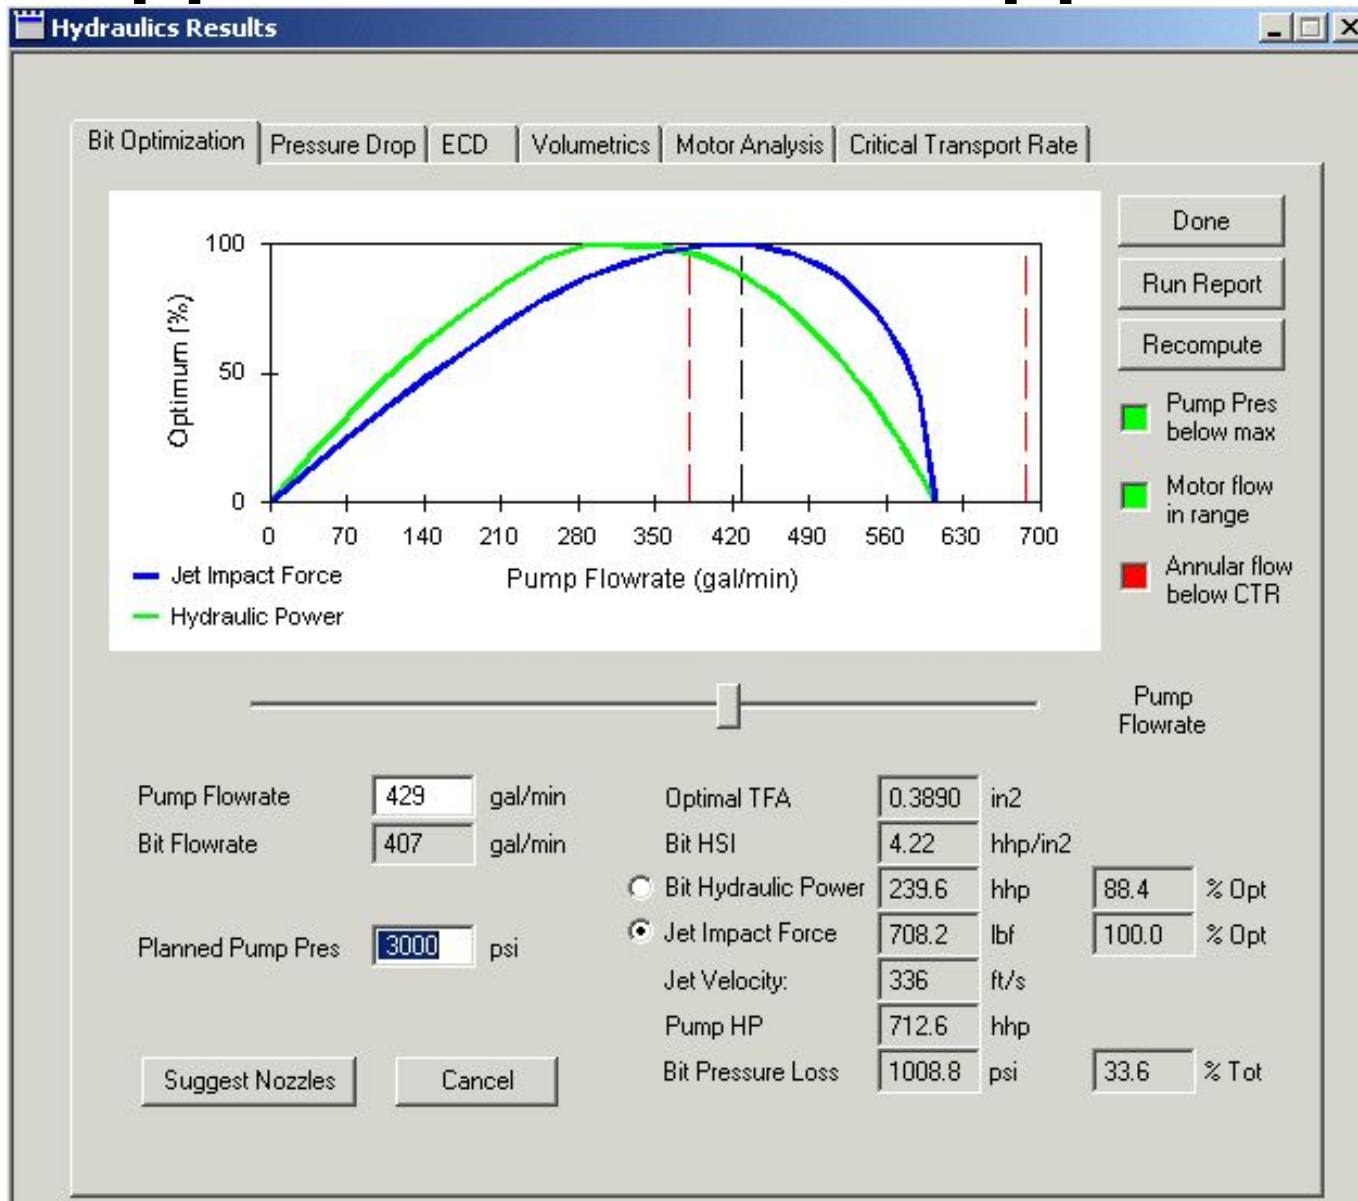 Hydraulics Results
Bit Optimization Pressure Drop ECD Volumetrics Motor Analysis Critical Transport Rate
100
50
0
Optimum (%)
0 70 140 210 280 350 420 490 560 630 700
Pump Flowrate (gal/min)
Jet Impact Force
Hydraulic Power
Done
Run Report
Recompute
Pump Pres
below max
Motor flow
in range
Annular flow
below CTR
Pump
Flowrate
Pump Flowrate 429 gal/min
Bit Flowrate 407 gal/min
Planned Pump Pres 3000 psi
Suggest Nozzles Cancel
Optimal TFA 0.3890 in2
Bit HSI 4.22 hhp/in2
Bit Hydraulic Power 239.6 hhp 88.4 % Opt
Jet Impact Force 708.2 lbf 100.0 % Opt
Jet Velocity: 336 ft/s
Pump HP 712.6 hhp
Bit Pressure Loss 1008.8 psi 33.6 % Tot